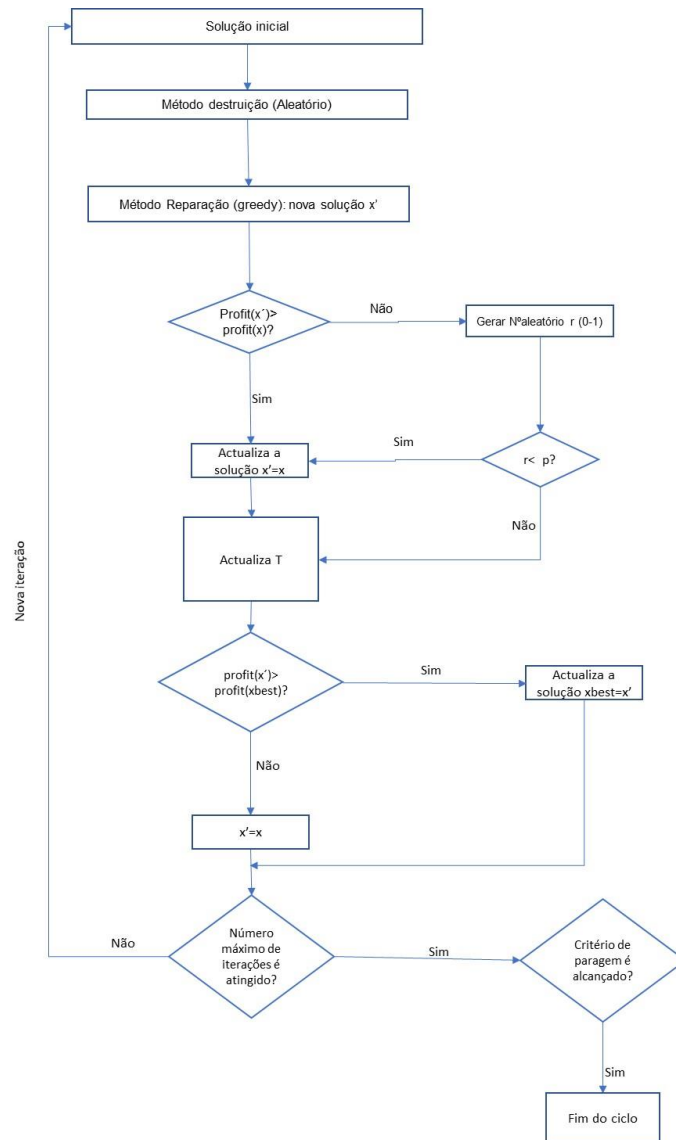 Solução inicial
Método destruição (Aleatório)
Método Reparação (greedy): nova solução x’
Profit(x´)>
profit(x)?
Não
Gerar Nºaleatório r (0-1)
Sim
Actualiza a
solução x’=x
Sim
r< p?
Não
Actualiza T
Nova iteração
profit(x´)>
profit(xbest)?
Sim
Actualiza a
solução xbest=x’
Não
x’=x
Número
máximo de
iterações é
atingido?
Não
Sim
Critério de
paragem é
alcançado?
Sim
Fim do ciclo